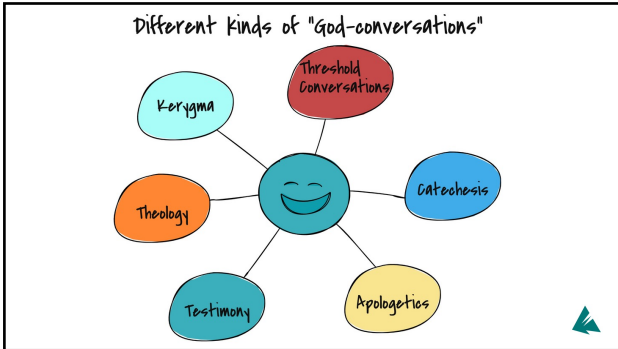 Different Kinds of "God-conversations"
Threshold
Conversations
Kerygma
Catechesis
Theology
Testimony
Apologetics